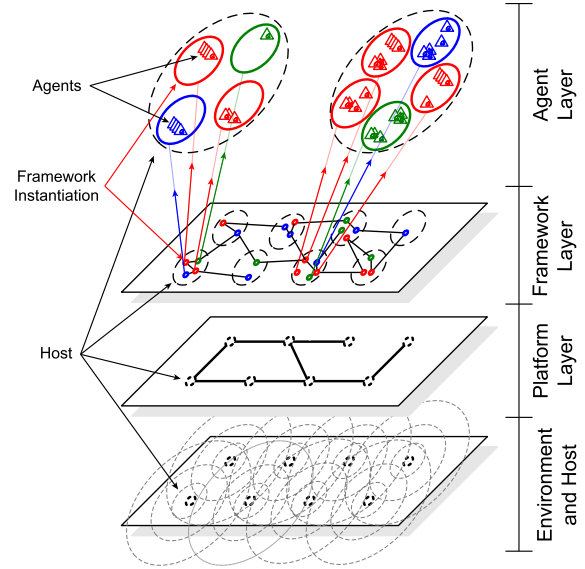 Agents
Framework
Instantiation
Host
Agent
Layer
Framework
Layer
Platform
Layer
Environment
and Host